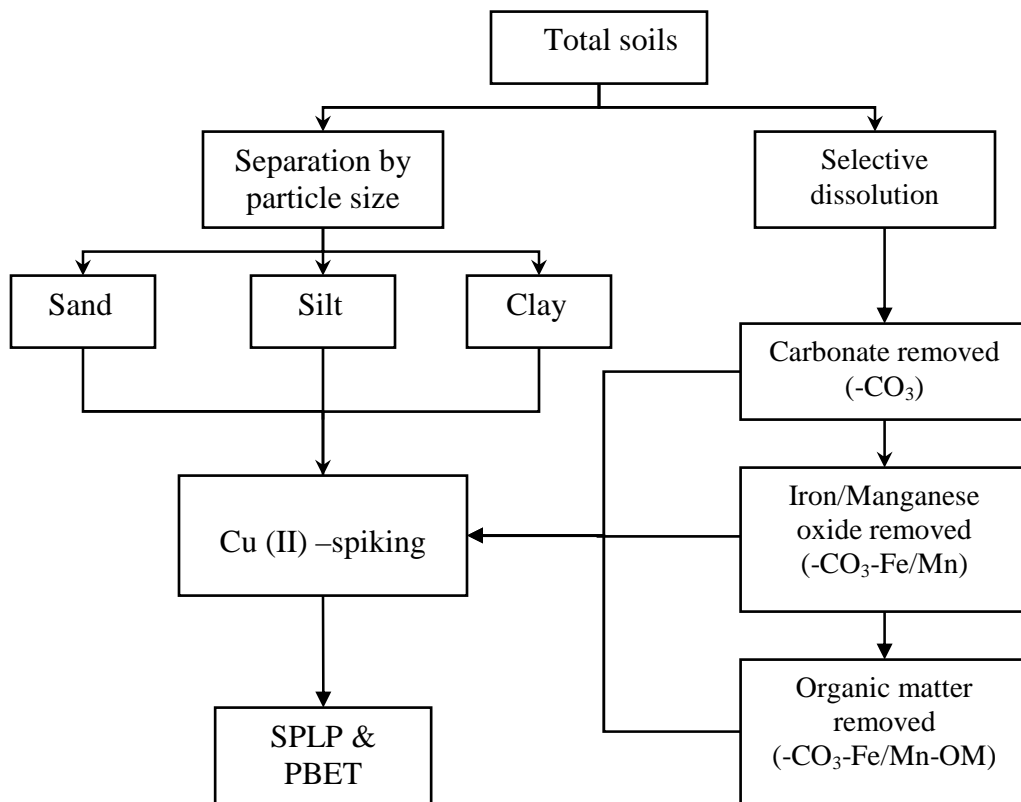 Total soils
Separation by
particle size
Selective
dissolution
Sand
Silt
Clay
Carbonate removed
(-CO₃)
Iron/Manganese
oxide removed
(-CO₃-Fe/Mn)
Cu (II) –spiking
Organic matter
removed
(-CO₃-Fe/Mn-OM)
SPLP &
PBET